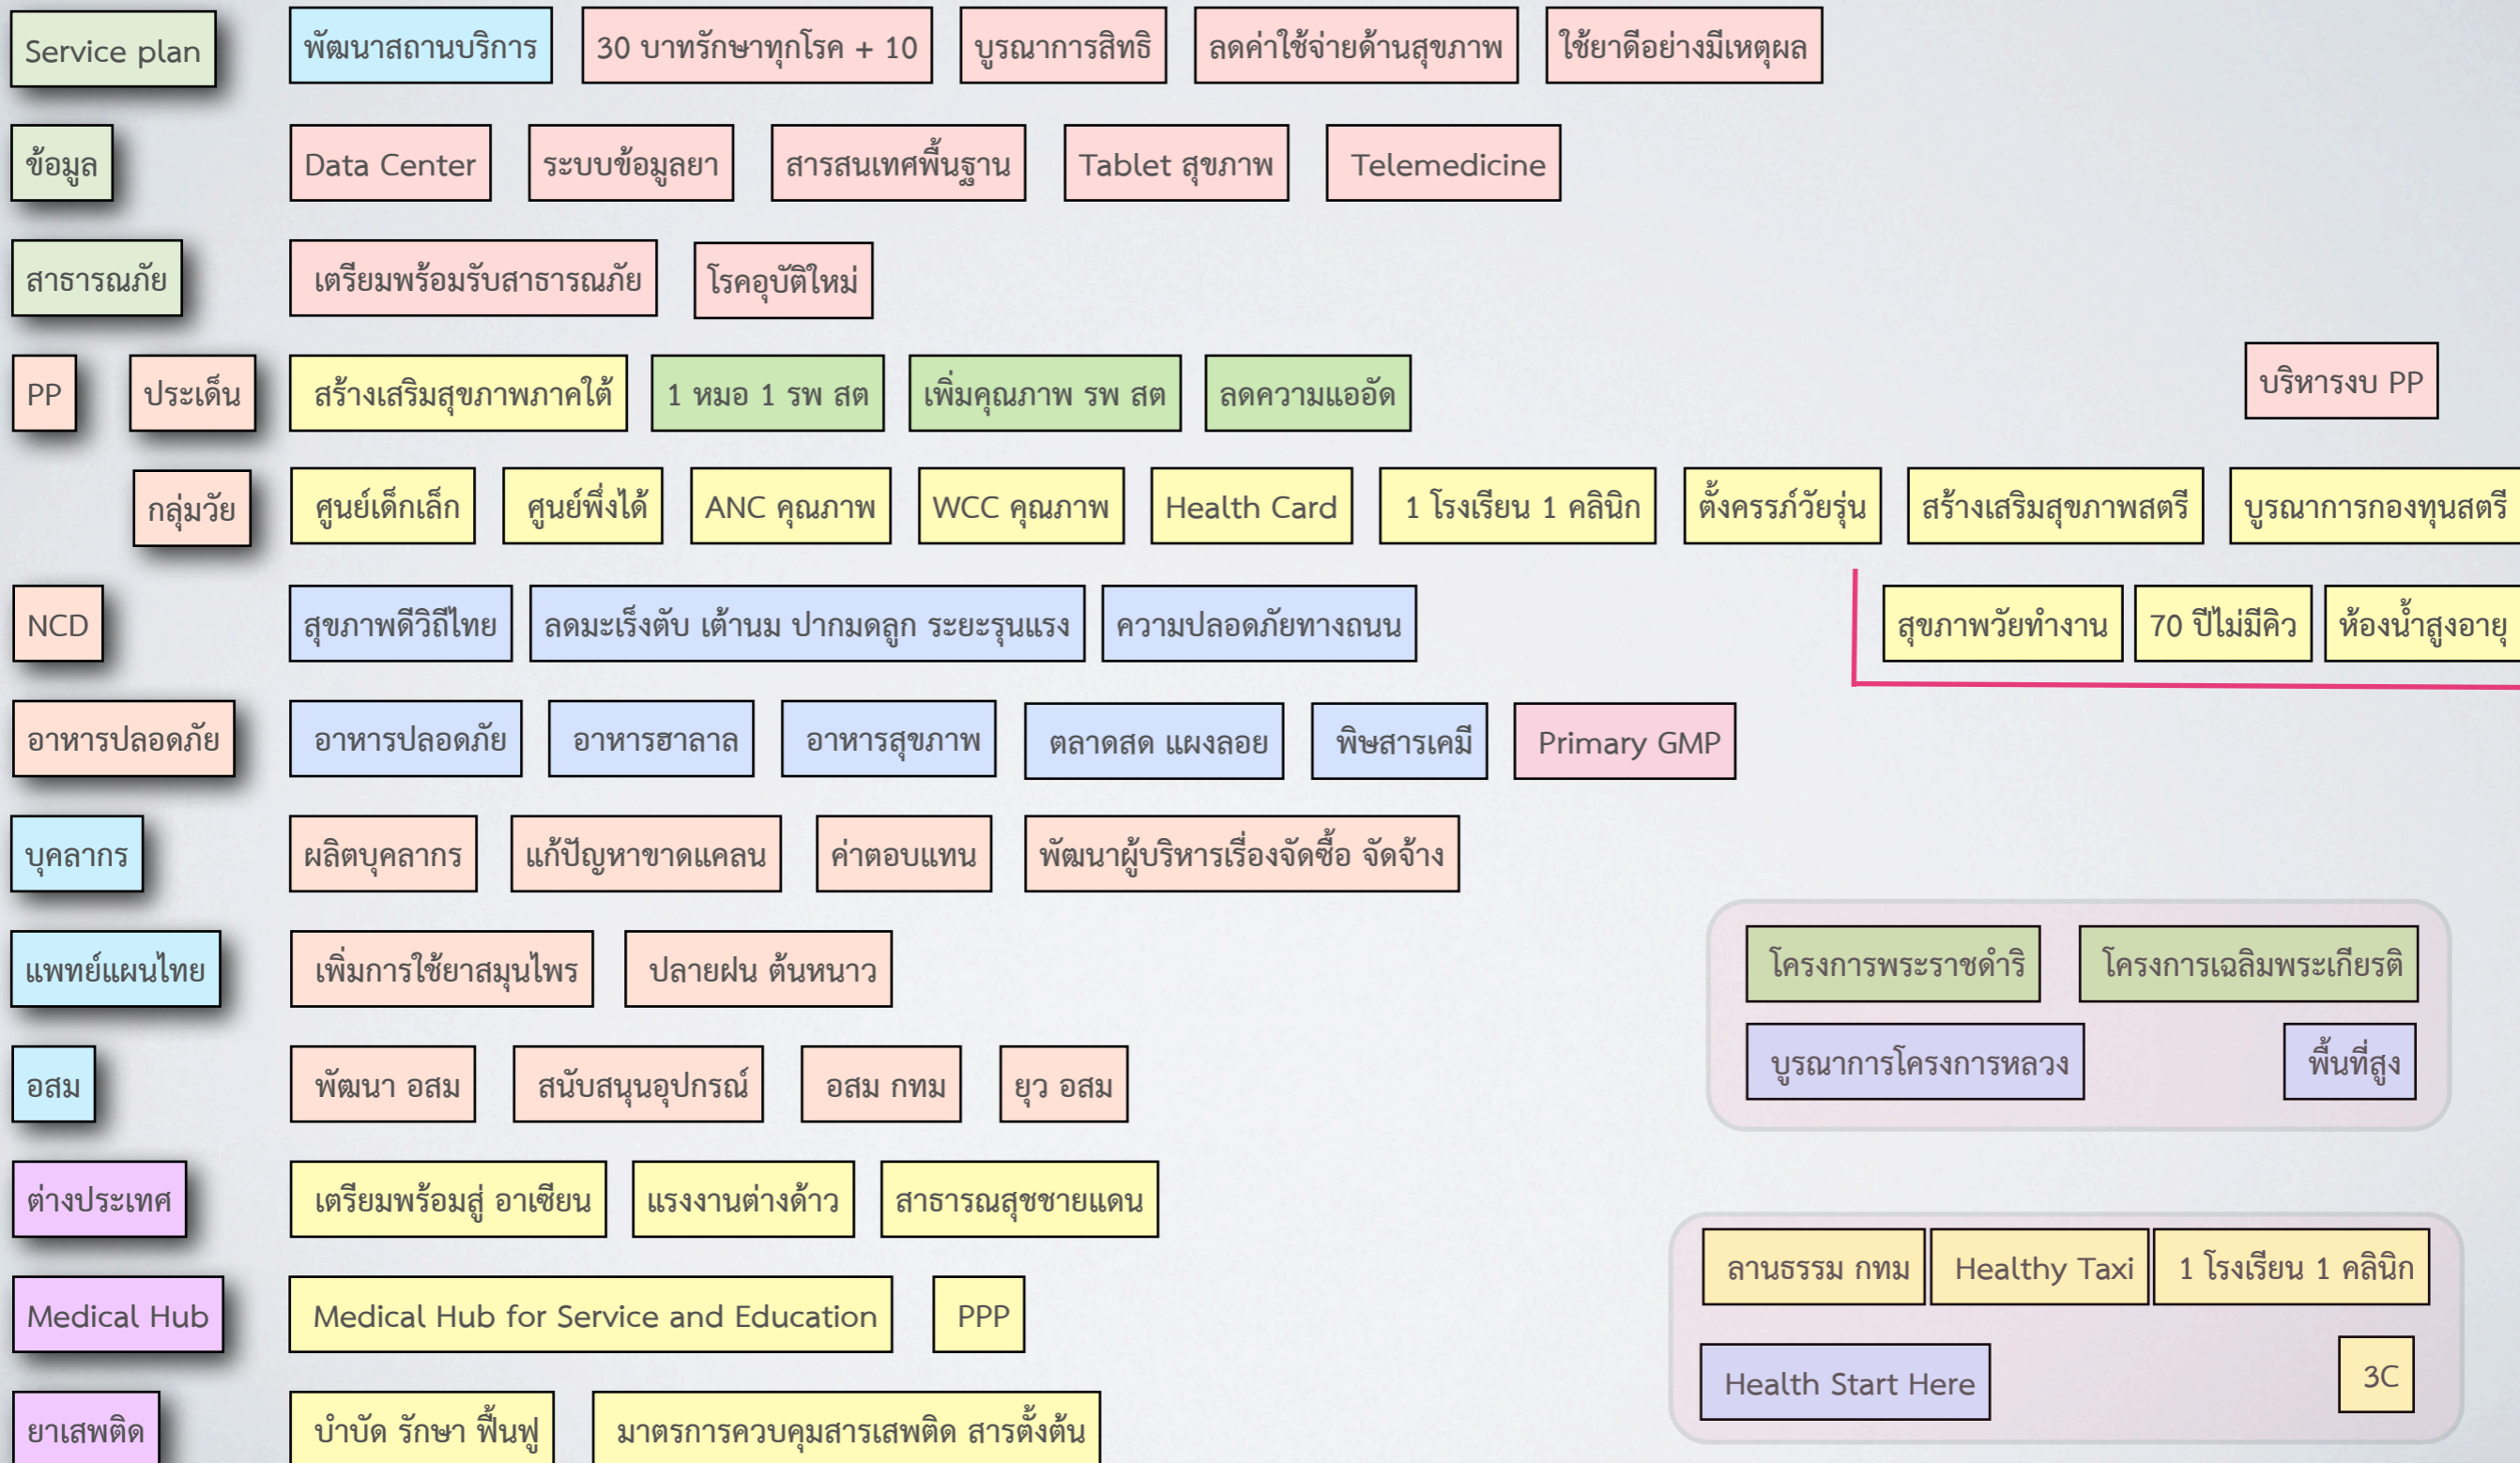 Service plan พัฒนาสถานบริการ 30 บาทรักษาทุกโรค + 10 บูรณาการสิทธิ ลดค่าใช้จ่ายด้านสุขภาพ ใช้ยาดีอย่างมีเหตุผล
ข้อมูล Data Center ระบบข้อมูลยา สารสนเทศพื้นฐาน Tablet สุขภาพ Telemedicine
สาธารณภัย เตรียมพร้อมรับสาธารณภัย โรคอุบัติใหม่
PP ประเด็น สร้างเสริมสุขภาพภาคใต้ 1 หมอ 1 รพ สต เพิ่มคุณภาพ รพ สต ลดความแออัด บริหารงบ PP
กลุ่มวัย ศูนย์เด็กเล็ก ศูนย์พึ่งได้ ANC คุณภาพ WCC คุณภาพ Health Card 1 โรงเรียน 1 คลินิก ตั้งครรภ์วัยรุ่น สร้างเสริมสุขภาพสตรี บูรณาการกองทุนสตรี
NCD สุขภาพดีวิถีไทย ลดมะเร็งตับ เต้านม ปากมดลูก ระยะรุนแรง ความปลอดภัยทางถนน สุขภาพวัยทำงาน 70 ปีไม่มีคิว ห้องน้ำสูงอายุ
อาหารปลอดภัย อาหารปลอดภัย อาหารฮาลาล อาหารสุขภาพ ตลาดสด แผงลอย พิษสารเคมี Primary GMP
บุคลากร ผลิตบุคลากร แก้ปัญหาขาดแคลน ค่าตอบแทน พัฒนาผู้บริหารเรื่องจัดซื้อ จัดจ้าง
แพทย์แผนไทย เพิ่มการใช้ยาสมุนไพร ปลายฝน ต้นหนาว โครงการพระราชดำริ โครงการเฉลิมพระเกียรติ
อสม พัฒนา อสม สนับสนุนอุปกรณ์ อสม กทม ยุว อสม บูรณาการโครงการหลวง พื้นที่สูง
ต่างประเทศ เตรียมพร้อมสู่ อาเซียน แรงงานต่างด้าว สาธารณสุชชายแดน
Medical Hub Medical Hub for Service and Education PPP ลานธรรม กทม Healthy Taxi 1 โรงเรียน 1 คลินิก
Health Start Here 3C
ยาเสพติด บำบัด รักษา ฟื้นฟู มาตรการควบคุมสารเสพติด สารตั้งต้น